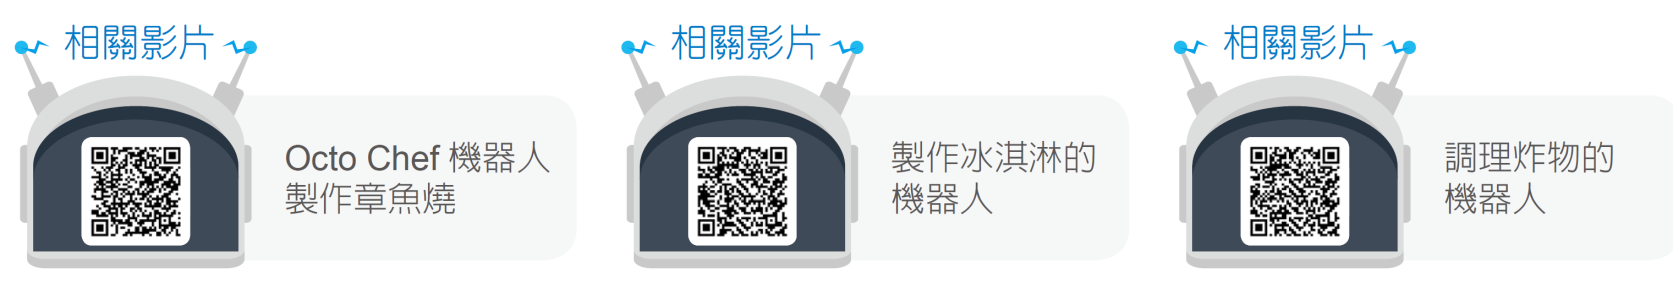 相關影片
Octo Chef 機器人
製作章魚燒
相關影片
製作冰淇淋的
機器人
相關影片
調理炸物的
機器人